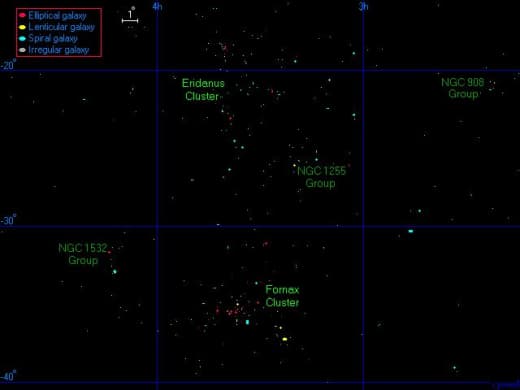 4h
3h
1°
Elliptical galaxy
Lenticular galaxy
Spiral galaxy
Irregular galaxy
-20°
Eridanus
Cluster
NGC 908
Group
NGC 1255
Group
-30°
NGC 1532
Group
Fornax
Cluster
-40°